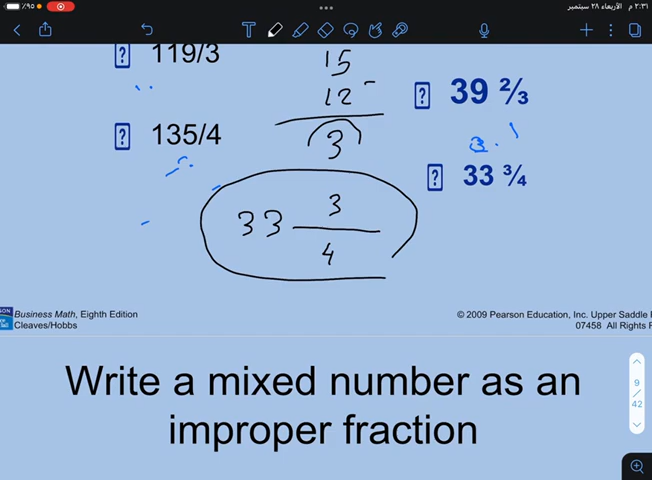 ٢:٣١ م الأربعاء ٢٨ سبتمبر
٪٩٥
119/3
15
12 -
3
39 ⅔
135/4
33 ¾
33 3/4
Business Math, Eighth Edition
Cleaves/Hobbs
© 2009 Pearson Education, Inc. Upper Saddle
07458 All Rights
Write a mixed number as an
improper fraction
9
/
42